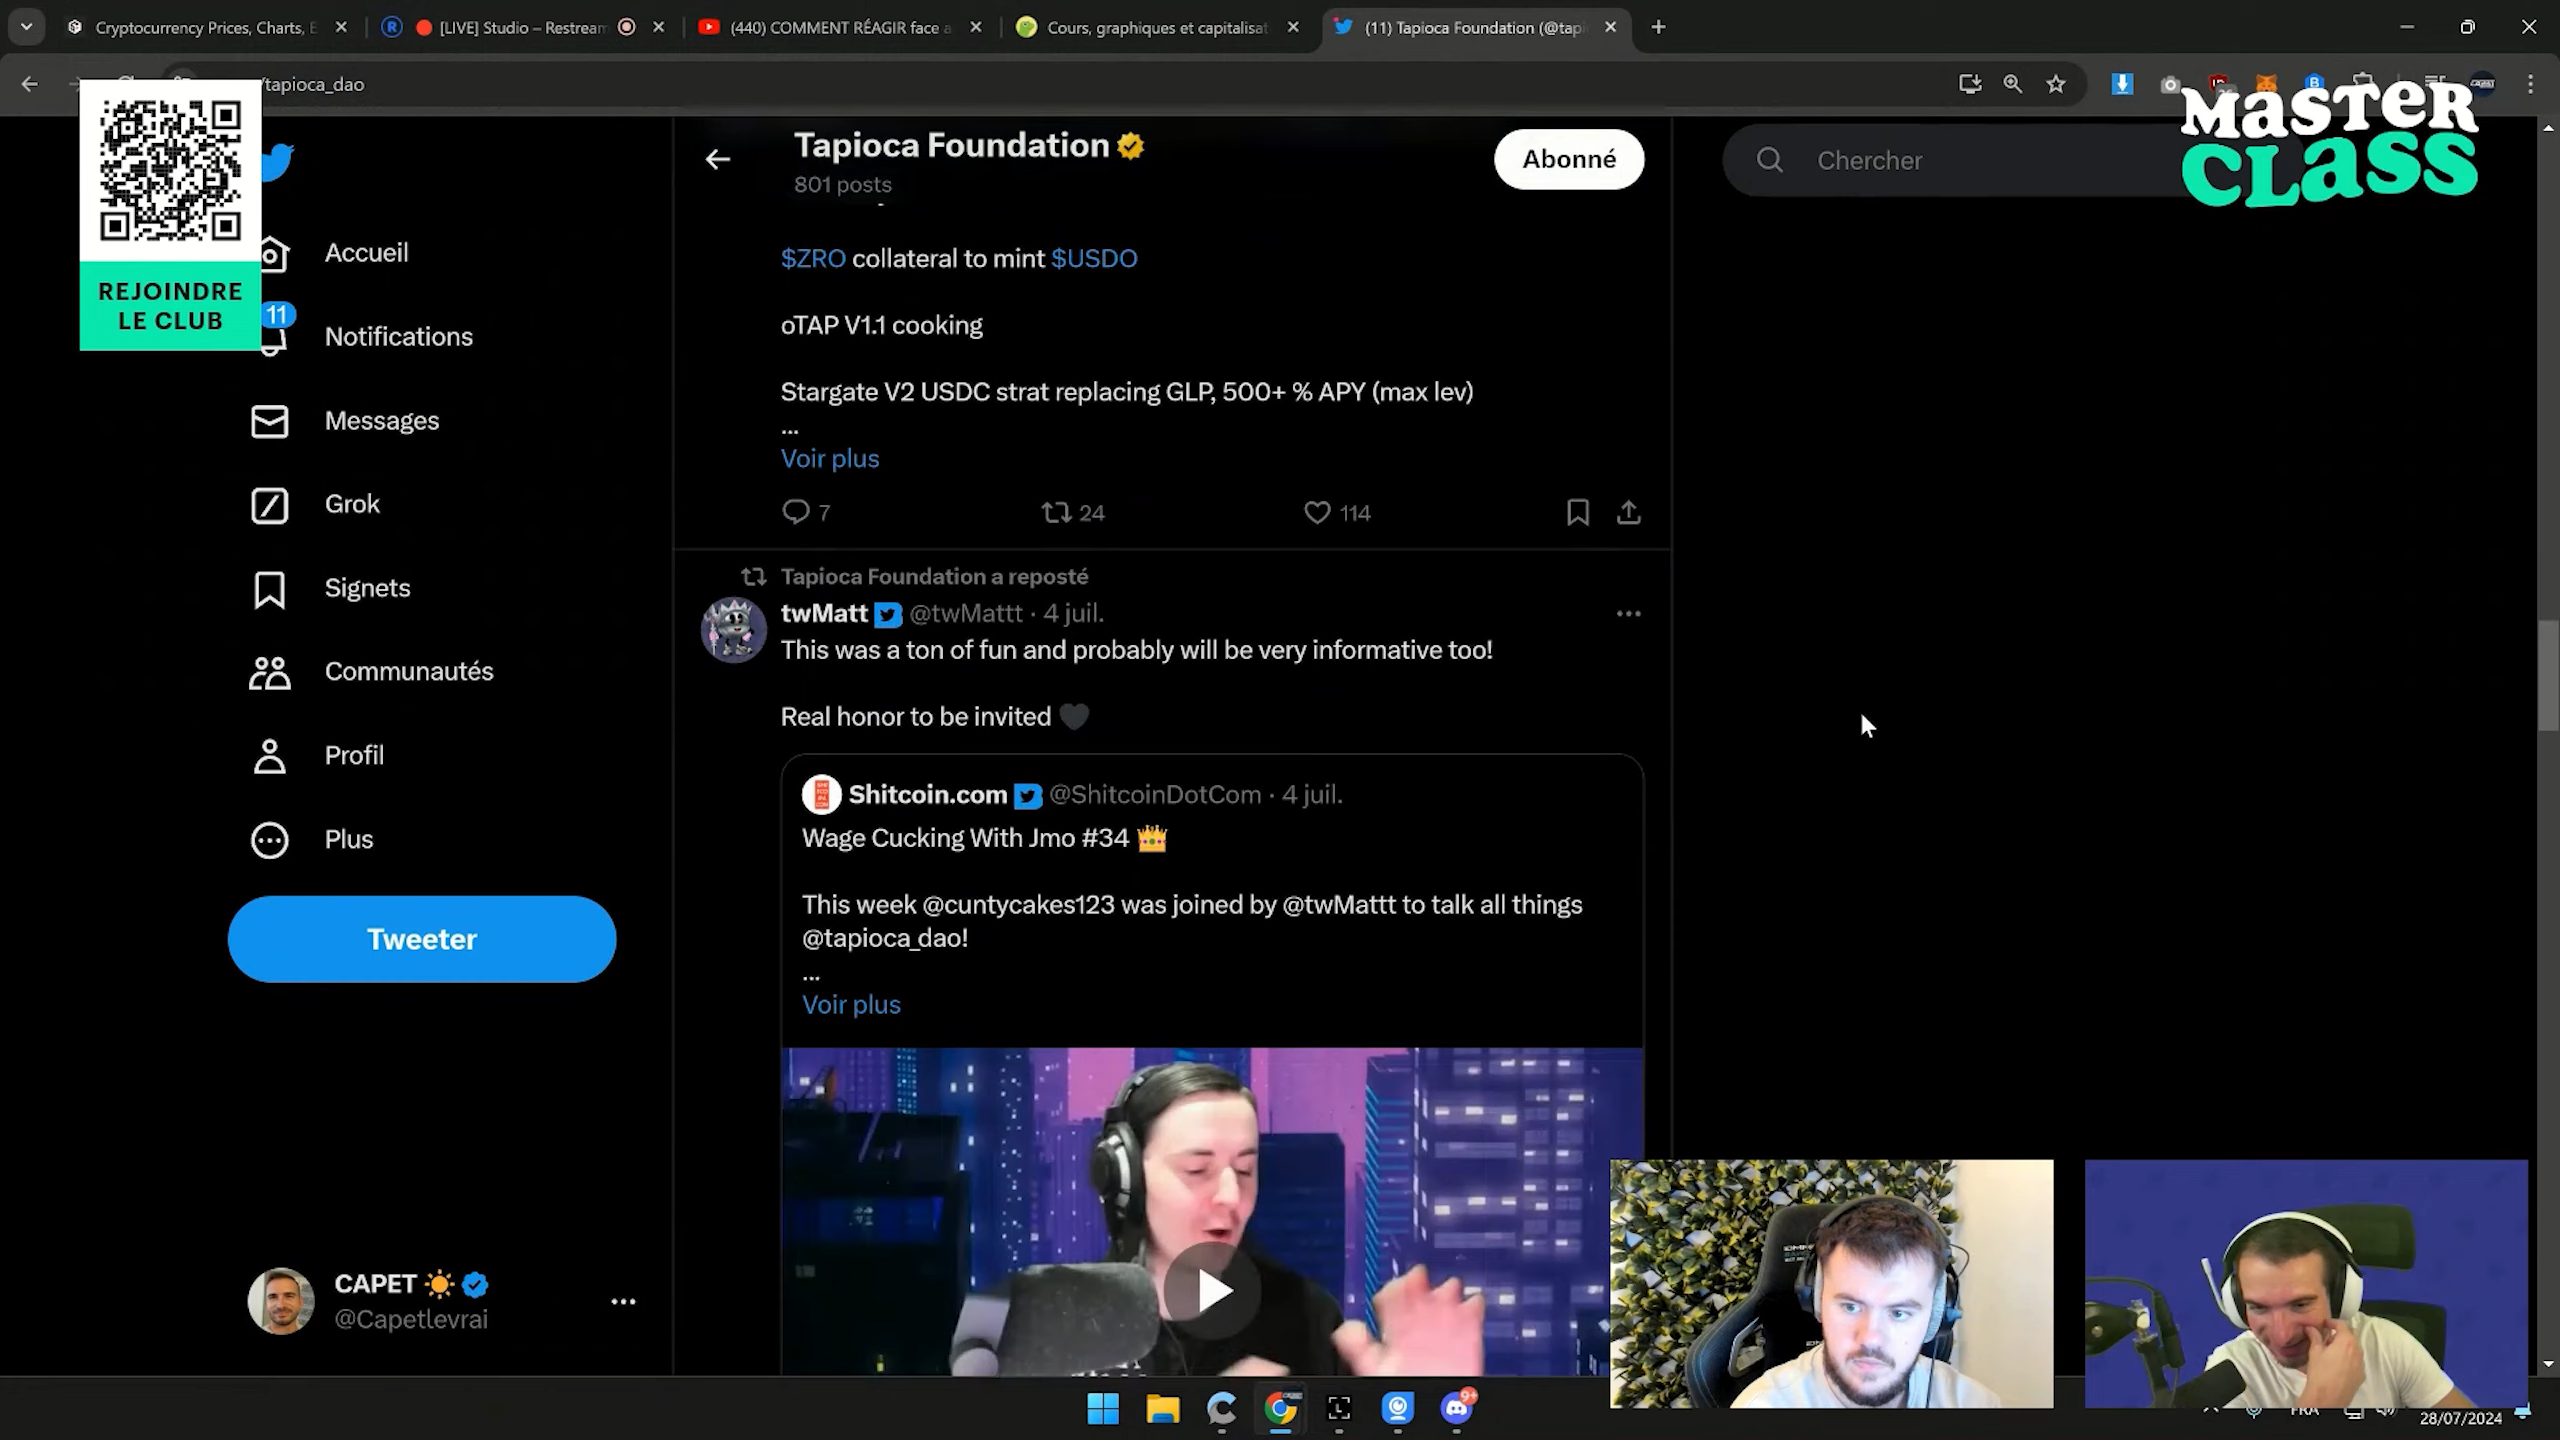 Cryptocurrency Prices, Charts, E
[LIVE] Studio – Restream
(440) COMMENT RÉAGIR face a
Cours, graphiques et capitalisat
(11) Tapioca Foundation (@tapi
/tapioca_dao
MASTER
CLASS
REJOINDRE
LE CLUB
Accueil
11
Notifications
Messages
Grok
Signets
Communautés
Profil
Plus
Tweeter
CAPET
@Capetlevrai
Tapioca Foundation
801 posts
Abonné
Chercher
$ZRO collateral to mint $USDO
oTAP V1.1 cooking
Stargate V2 USDC strat replacing GLP, 500+ % APY (max lev)
...
Voir plus
7
24
114
Tapioca Foundation a reposté
twMatt @twMattt · 4 juil.
This was a ton of fun and probably will be very informative too!
Real honor to be invited
Shitcoin.com @ShitcoinDotCom · 4 juil.
Wage Cucking With Jmo #34
This week @cuntycakes123 was joined by @twMattt to talk all things
@tapioca_dao!
...
Voir plus
9+
FRA
28/07/2024